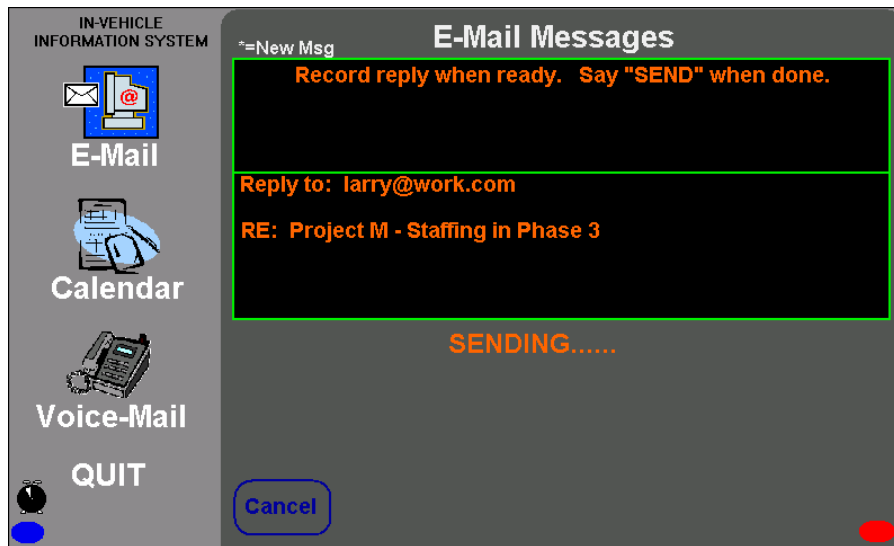 IN-VEHICLE
INFORMATION SYSTEM
@
E-Mail
Calendar
Voice-Mail
QUIT
*=New Msg
E-Mail Messages
Record reply when ready. Say "SEND" when done.
Reply to: larry@work.com
RE: Project M - Staffing in Phase 3
SENDING......
Cancel